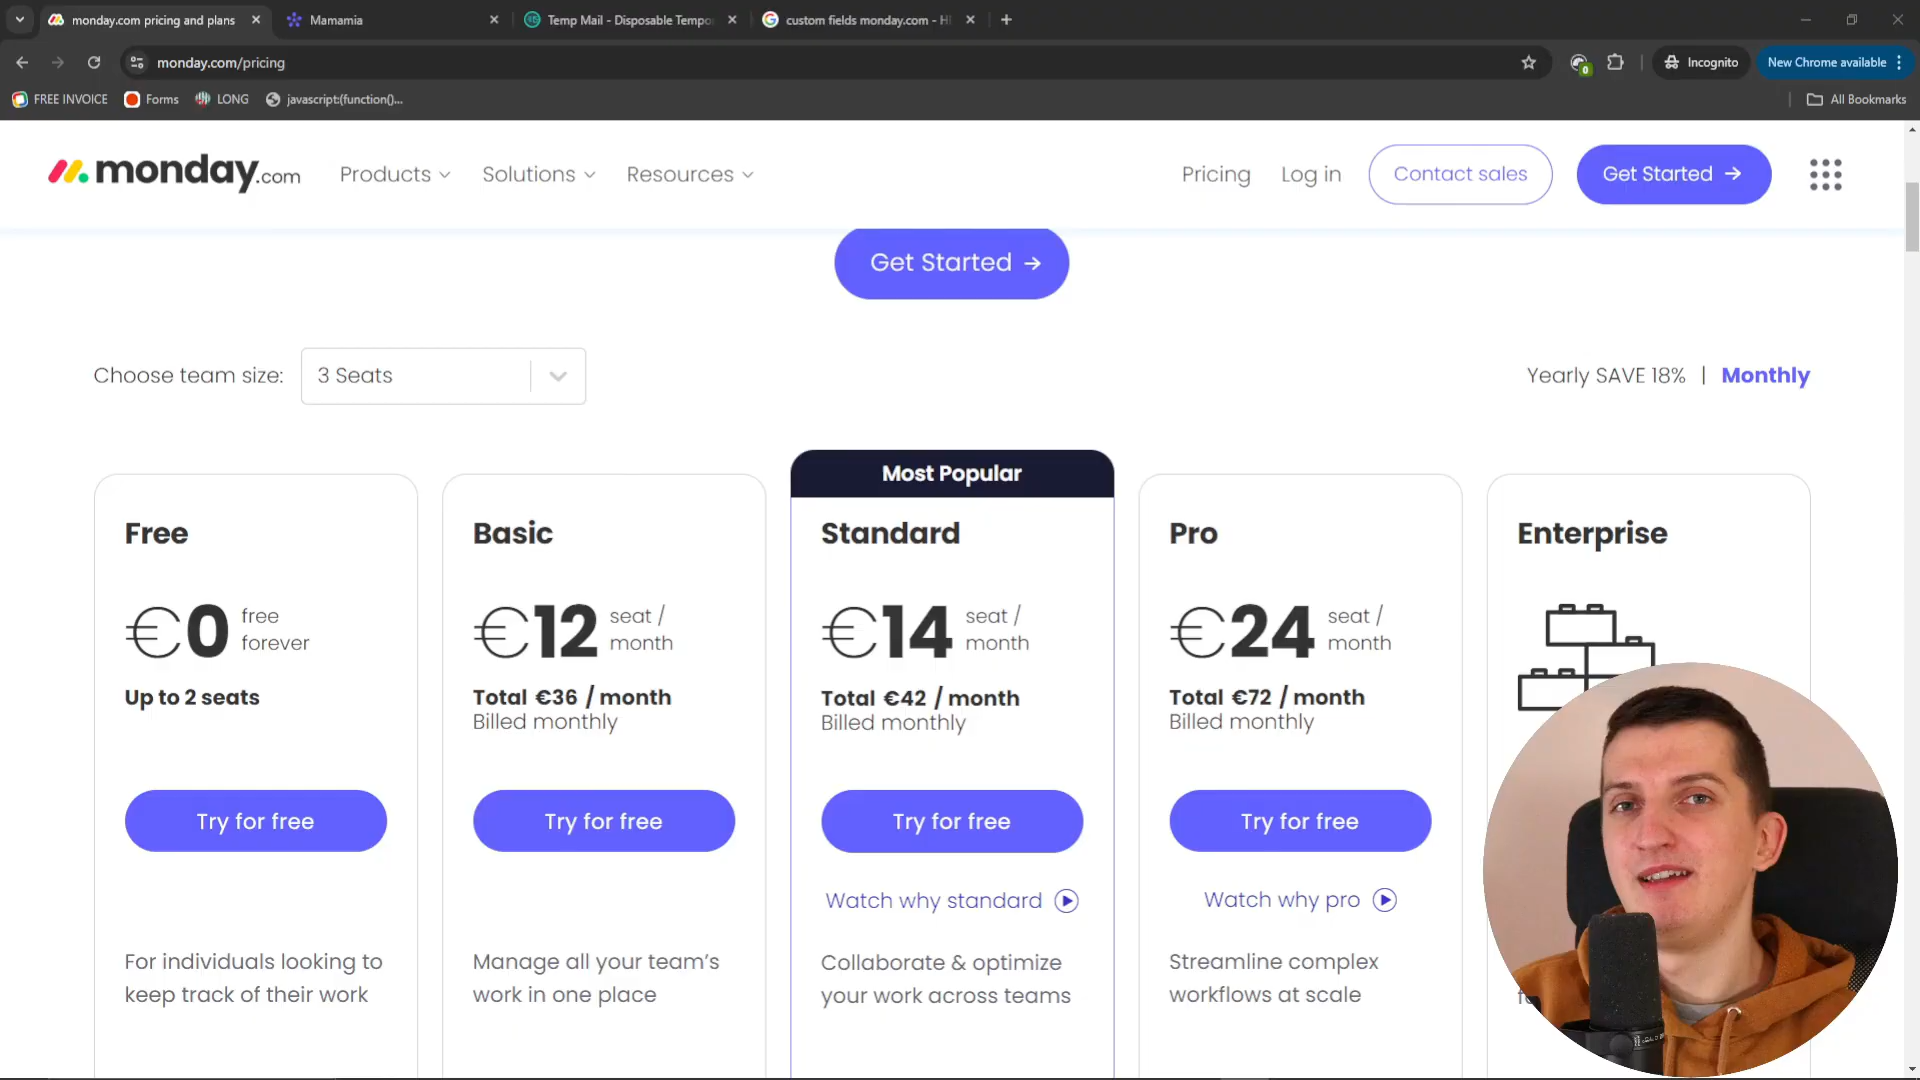 monday.com pricing and plans
Mamamia
Temp Mail - Disposable Tempo
custom fields monday.com -
monday.com/pricing
0
Incognito
New Chrome available
FREE INVOICE
Forms
LONG
javascript:(function()...
All Bookmarks
monday.com
Products
Solutions
Resources
Pricing
Log in
Contact sales
Get Started →
Get Started →
Choose team size:
3 Seats
Yearly SAVE 18% | Monthly
Most Popular
Free
€0 free
forever
Up to 2 seats
Try for free
For individuals looking to
keep track of their work
Basic
€12 seat /
month
Total €36 / month
Billed monthly
Try for free
Manage all your team's
work in one place
Standard
€14 seat /
month
Total €42 / month
Billed monthly
Try for free
Watch why standard
Collaborate & optimize
your work across teams
Pro
€24 seat /
month
Total €72 / month
Billed monthly
Try for free
Watch why pro
Streamline complex
workflows at scale
Enterprise